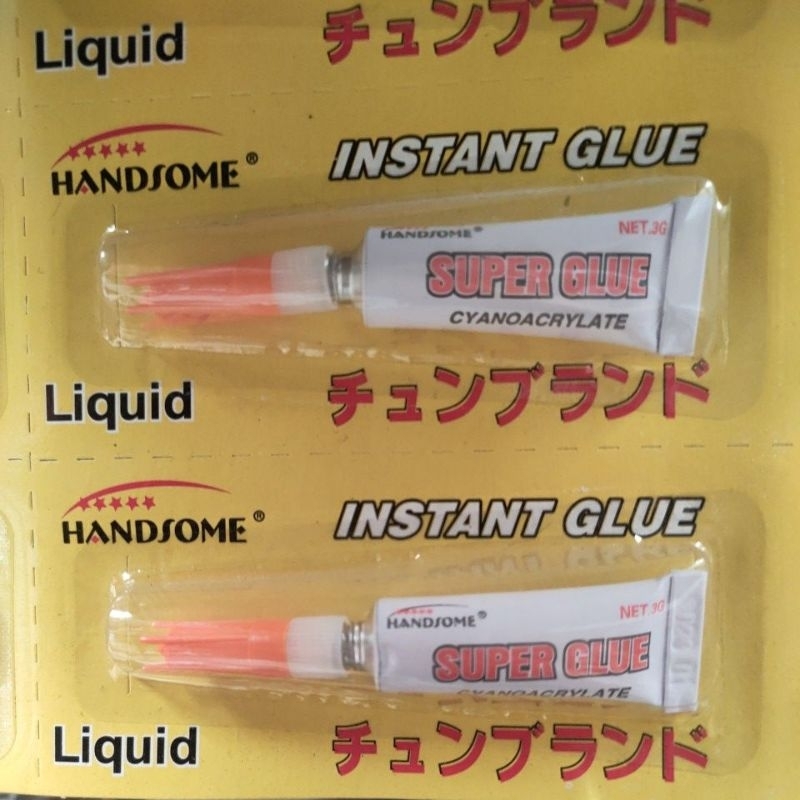 Liquid
チュンブランド
HANDSOME®
INSTANT GLUE
HANDSOME®
NET.3G
SUPER GLUE
CYANOACRYLATE
Liquid
チュンブランド
HANDSOME®
INSTANT GLUE
HANDSOME®
NET.3G
SUPER GLUE
CYANOACRYLATE
Liquid
チュンブランド